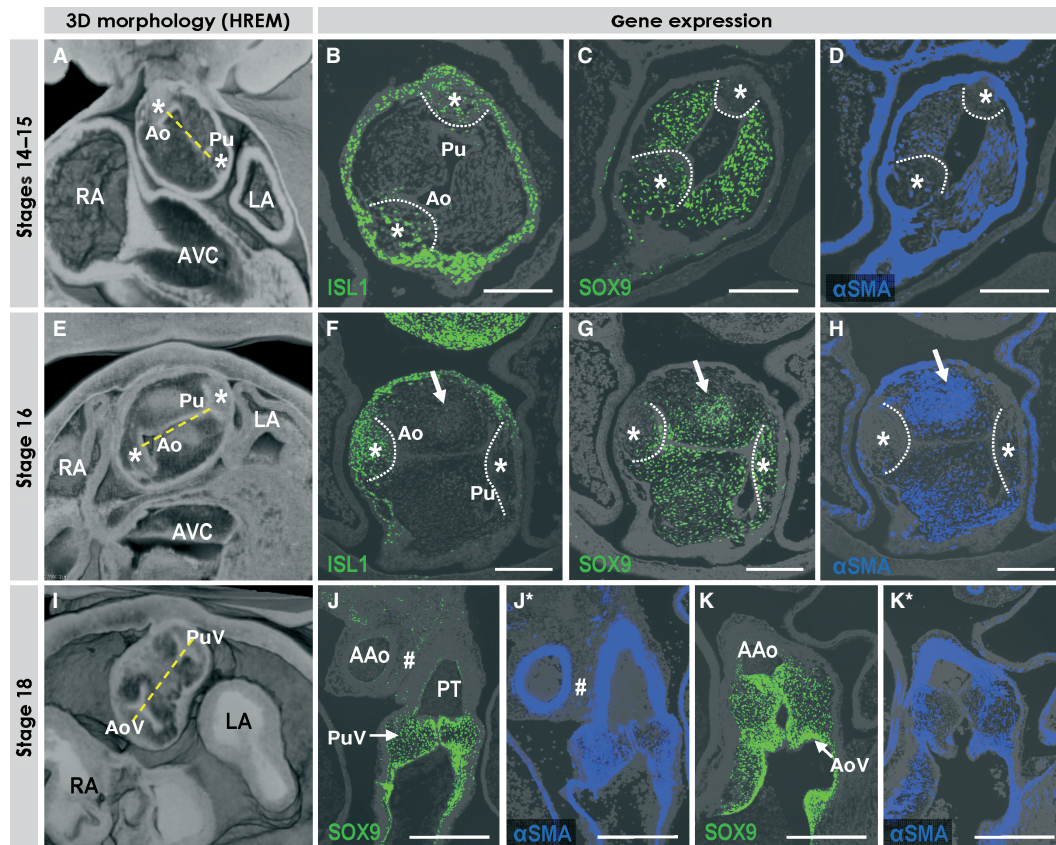 3D morphology (HREM)
Gene expression
Stages 14–15
A
*
Ao
Pu
*
RA
LA
AVC
B
*
Pu
Ao
*
ISL1
C
*
*
SOX9
D
*
*
αSMA
Stage 16
E
Pu
*
LA
Ao
*
RA
AVC
F
Ao
*
*
Pu
ISL1
G
*
*
SOX9
H
*
*
αSMA
Stage 18
I
PuV
AoV
LA
RA
J
AAo
#
PT
PuV
SOX9
J*
#
αSMA
K
AAo
AoV
SOX9
K*
αSMA